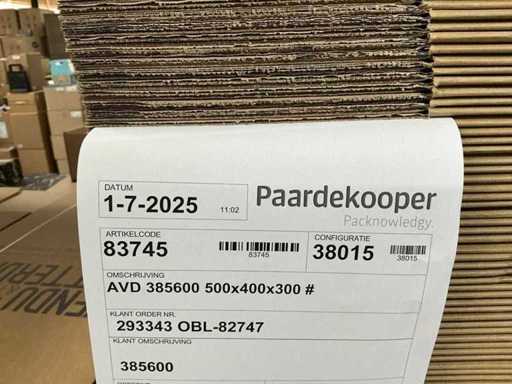 DATUM
1-7-2025 11:02
Paardekooper
Packnowledgy.
ARTIKELCODE
83745
83745
CONFIGURATIE
38015
38015
OMSCHRIJVING
AVD 385600 500x400x300 #
KLANT ORDER NR.
293343 OBL-82747
KLANT OMSCHRIJVING
385600